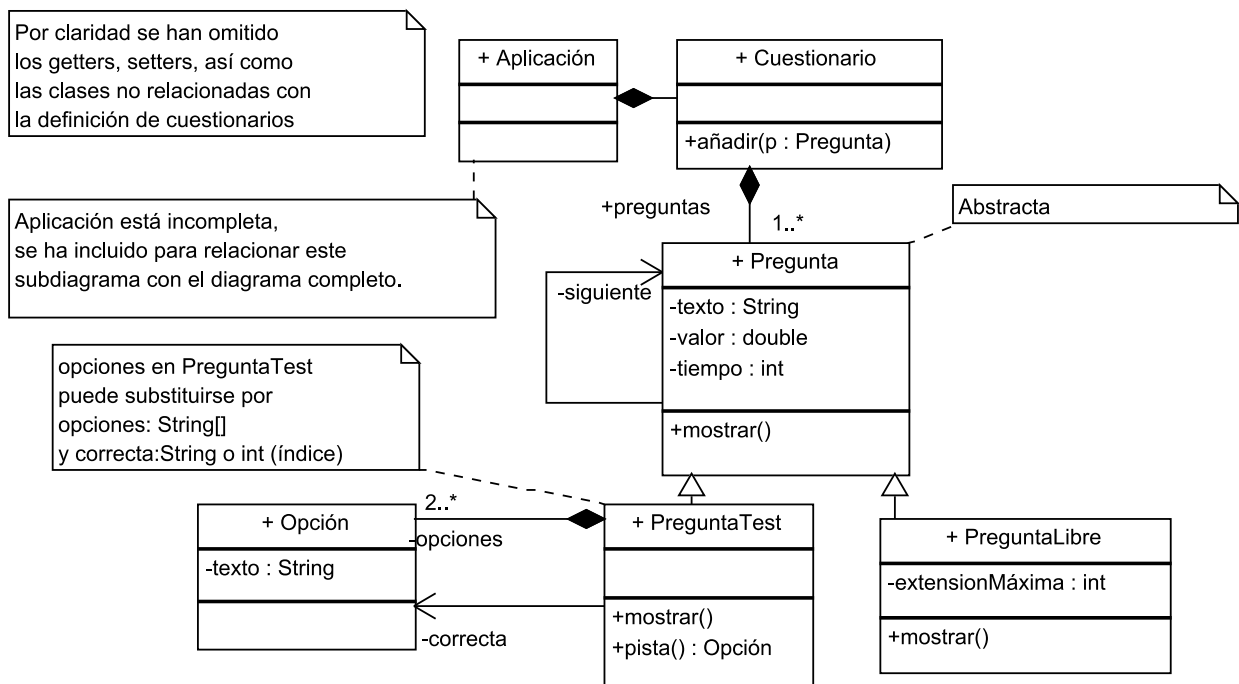 Por claridad se han omitido
los getters, setters, así como
las clases no relacionadas con
la definición de cuestionarios
+ Aplicación
+ Cuestionario
+añadir(p : Pregunta)
Aplicación está incompleta,
se ha incluido para relacionar este
subdiagrama con el diagrama completo.
+preguntas
1..*
Abstracta
+ Pregunta
-siguiente
-texto : String
-valor : double
-tiempo : int
+mostrar()
opciones en PreguntaTest
puede substituirse por
opciones: String[]
y correcta:String o int (índice)
+ Opción
-texto : String
2..*
-opciones
-correcta
+ PreguntaTest
+mostrar()
+pista() : Opción
+ PreguntaLibre
-extensionMáxima : int
+mostrar()